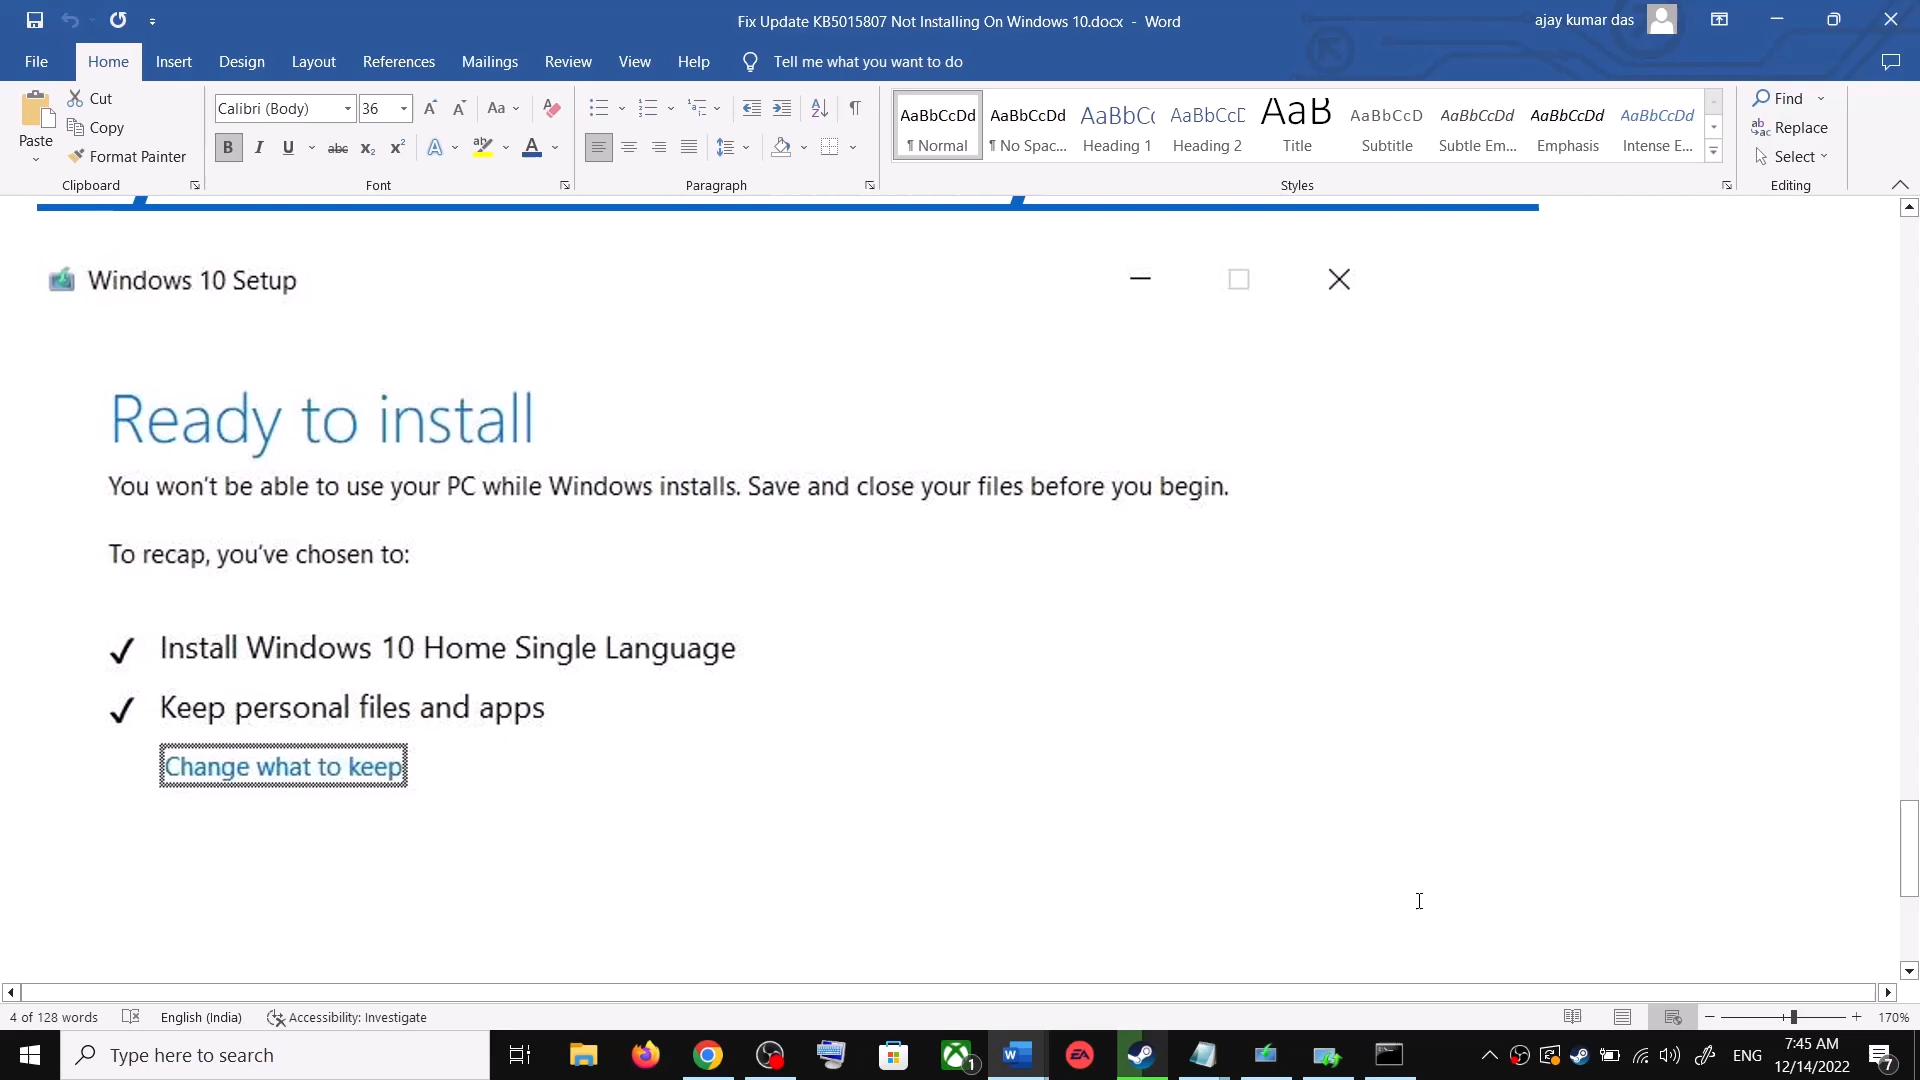 Fix Update KB5015807 Not Installing On Windows 10.docx - Word
ajay kumar das
File Home Insert Design Layout References Mailings Review View Help Tell me what you want to do
Paste
Cut
Copy
Format Painter
Clipboard
Calibri (Body) 36
Aa
B I U abc x₂ x² A A
Font
Paragraph
AaBbCcDd AaBbCcDd AaBbCc AaBbCcD AaB AaBbCcD AaBbCcDd AaBbCcDd AaBbCcDd
¶ Normal ¶ No Spac... Heading 1 Heading 2 Title Subtitle Subtle Em... Emphasis Intense E...
Styles
Find
Replace
Select
Editing
Windows 10 Setup
Ready to install
You won't be able to use your PC while Windows installs. Save and close your files before you begin.
To recap, you've chosen to:
Install Windows 10 Home Single Language
Keep personal files and apps
Change what to keep
4 of 128 words English (India) Accessibility: Investigate 170%
Type here to search
ENG
7:45 AM
12/14/2022